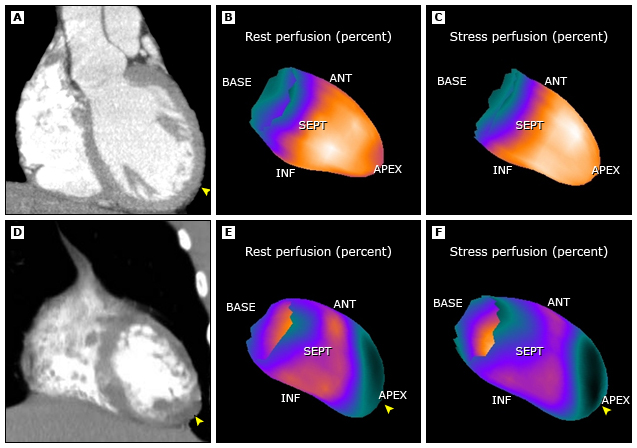 A
B
Rest perfusion (percent)
BASE
ANT
SEPT
INF
APEX
C
Stress perfusion (percent)
BASE
ANT
SEPT
INF
APEX
D
E
Rest perfusion (percent)
BASE
ANT
SEPT
INF
APEX
F
Stress perfusion (percent)
BASE
ANT
SEPT
INF
APEX